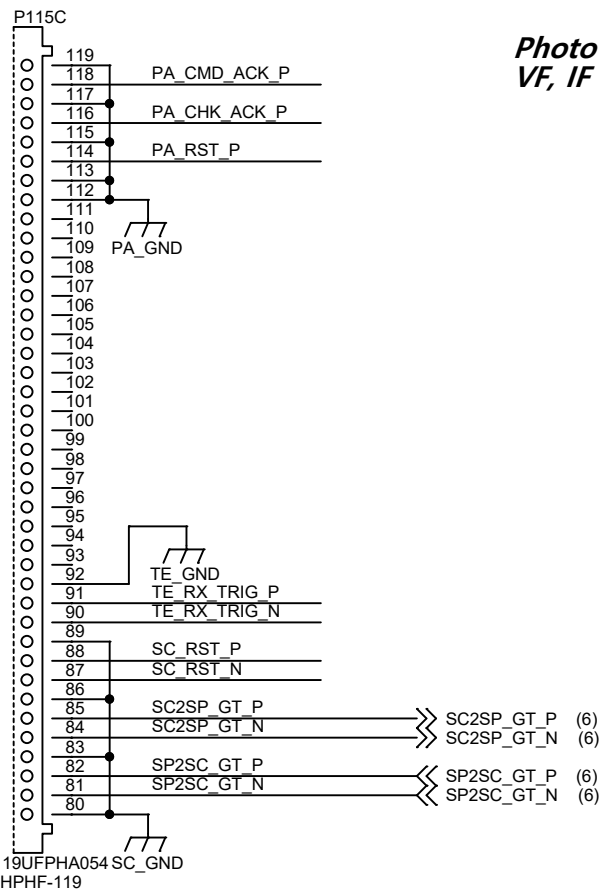 P115C
Photo
VF, IF
119
118 PA_CMD_ACK_P
117
116 PA_CHK_ACK_P
115
114 PA_RST_P
113
112
111
110
109 PA_GND
108
107
106
105
104
103
102
101
100
99
98
97
96
95
94
93
92 TE_GND
91 TE_RX_TRIG_P
90 TE_RX_TRIG_N
89
88 SC_RST_P
87 SC_RST_N
86
85 SC2SP_GT_P SC2SP_GT_P (6)
84 SC2SP_GT_N SC2SP_GT_N (6)
83
82 SP2SC_GT_P SP2SC_GT_P (6)
81 SP2SC_GT_N SP2SC_GT_N (6)
80
19UFPHA054 SC_GND
HPHF-119